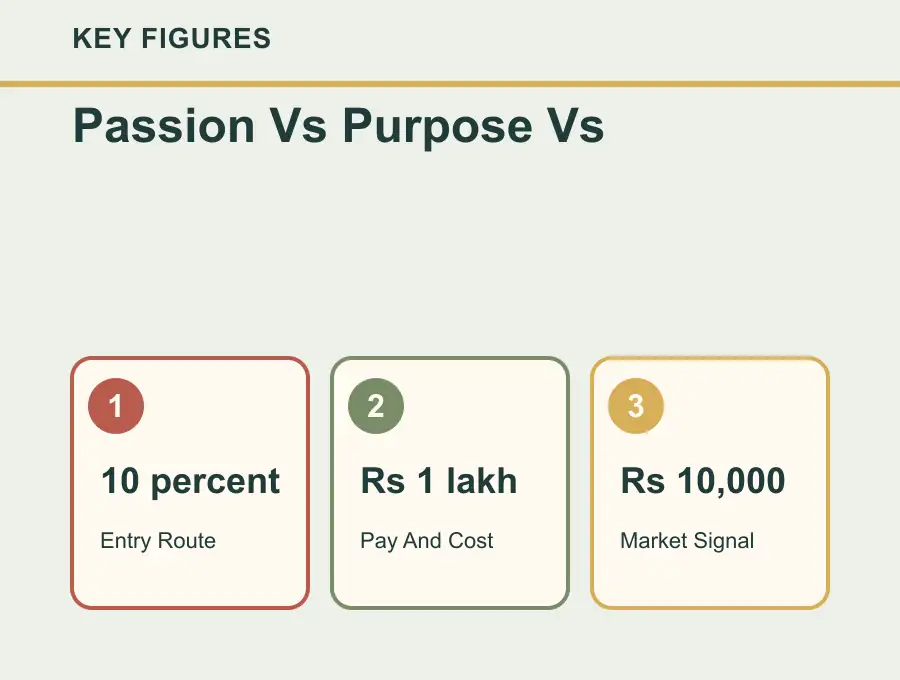 KEY FIGURES
Passion Vs Purpose Vs
1
10 percent
Entry Route
2
Rs 1 lakh
Pay And Cost
3
Rs 10,000
Market Signal